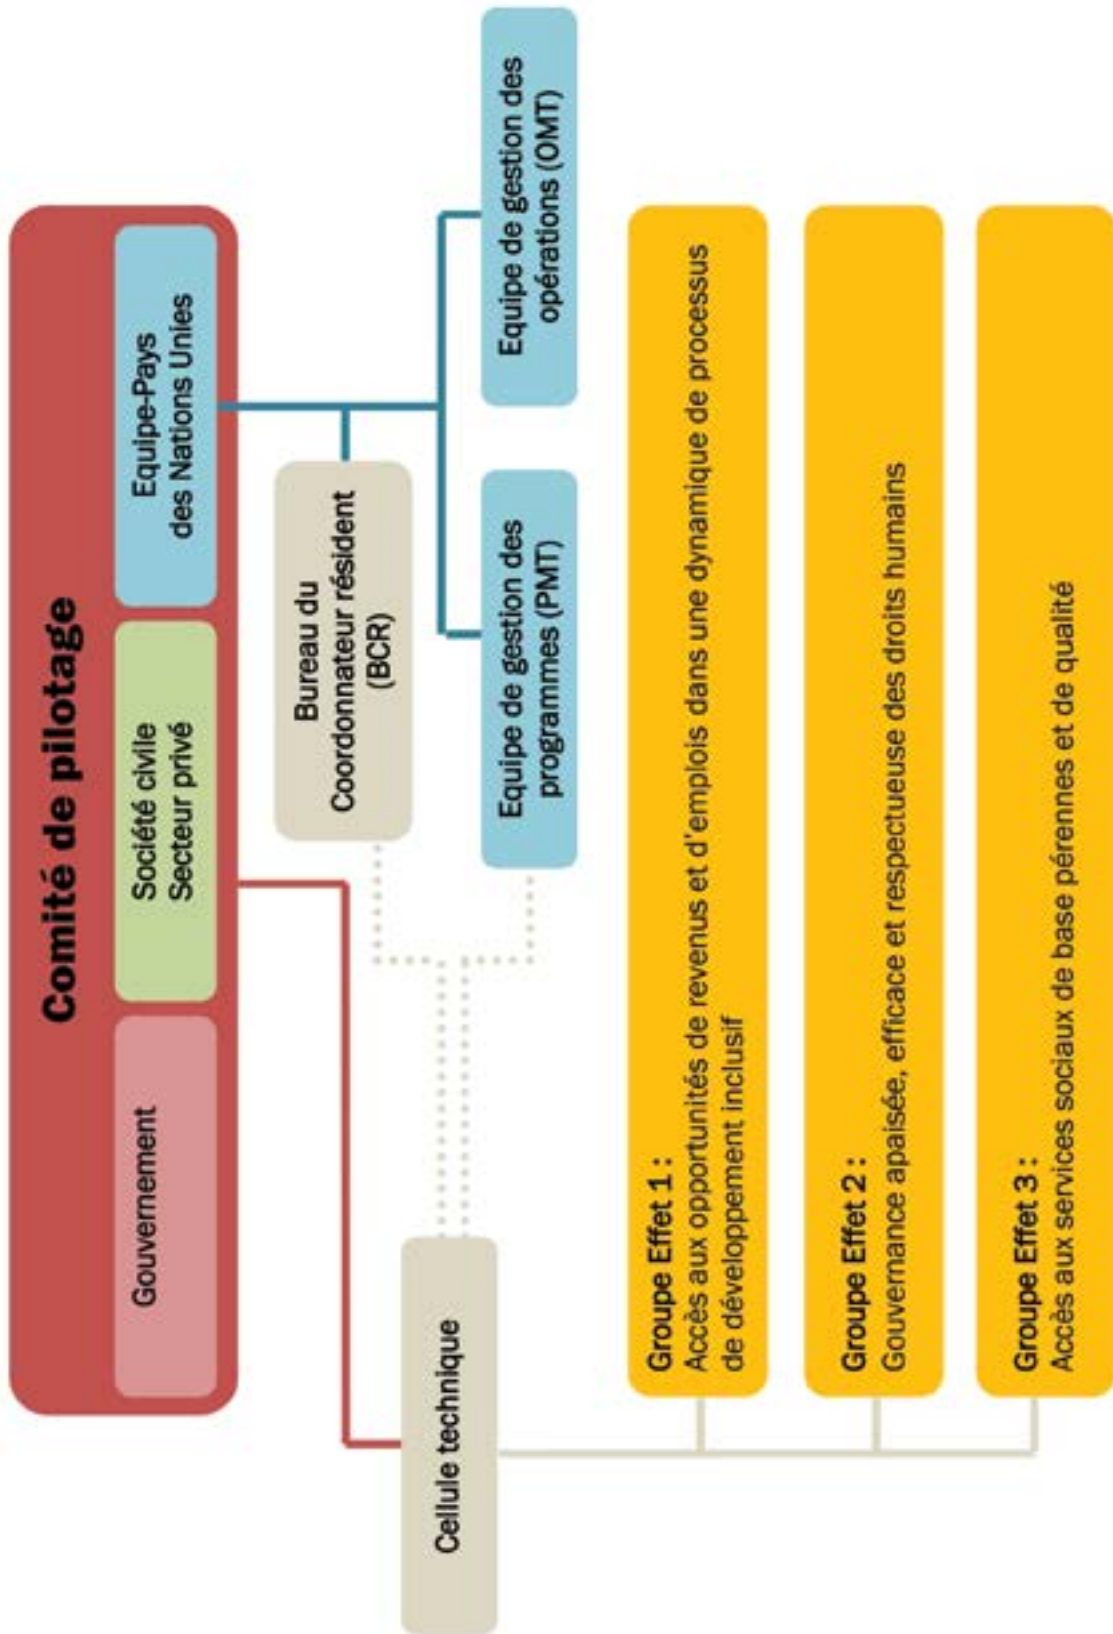 Comité de pilotage
Gouvernement
Société civile
Secteur privé
Equipe-Pays
des Nations Unies
Bureau du
Coordonnateur résident
(BCR)
Cellule technique
Equipe de gestion des
programmes (PMT)
Equipe de gestion des
opérations (OMT)
Groupe Effet 1 :
Accès aux opportunités de revenus et d'emplois dans une dynamique de processus
de développement inclusif
Groupe Effet 2 :
Gouvernance apaisée, efficace et respectueuse des droits humains
Groupe Effet 3 :
Accès aux services sociaux de base pérennes et de qualité